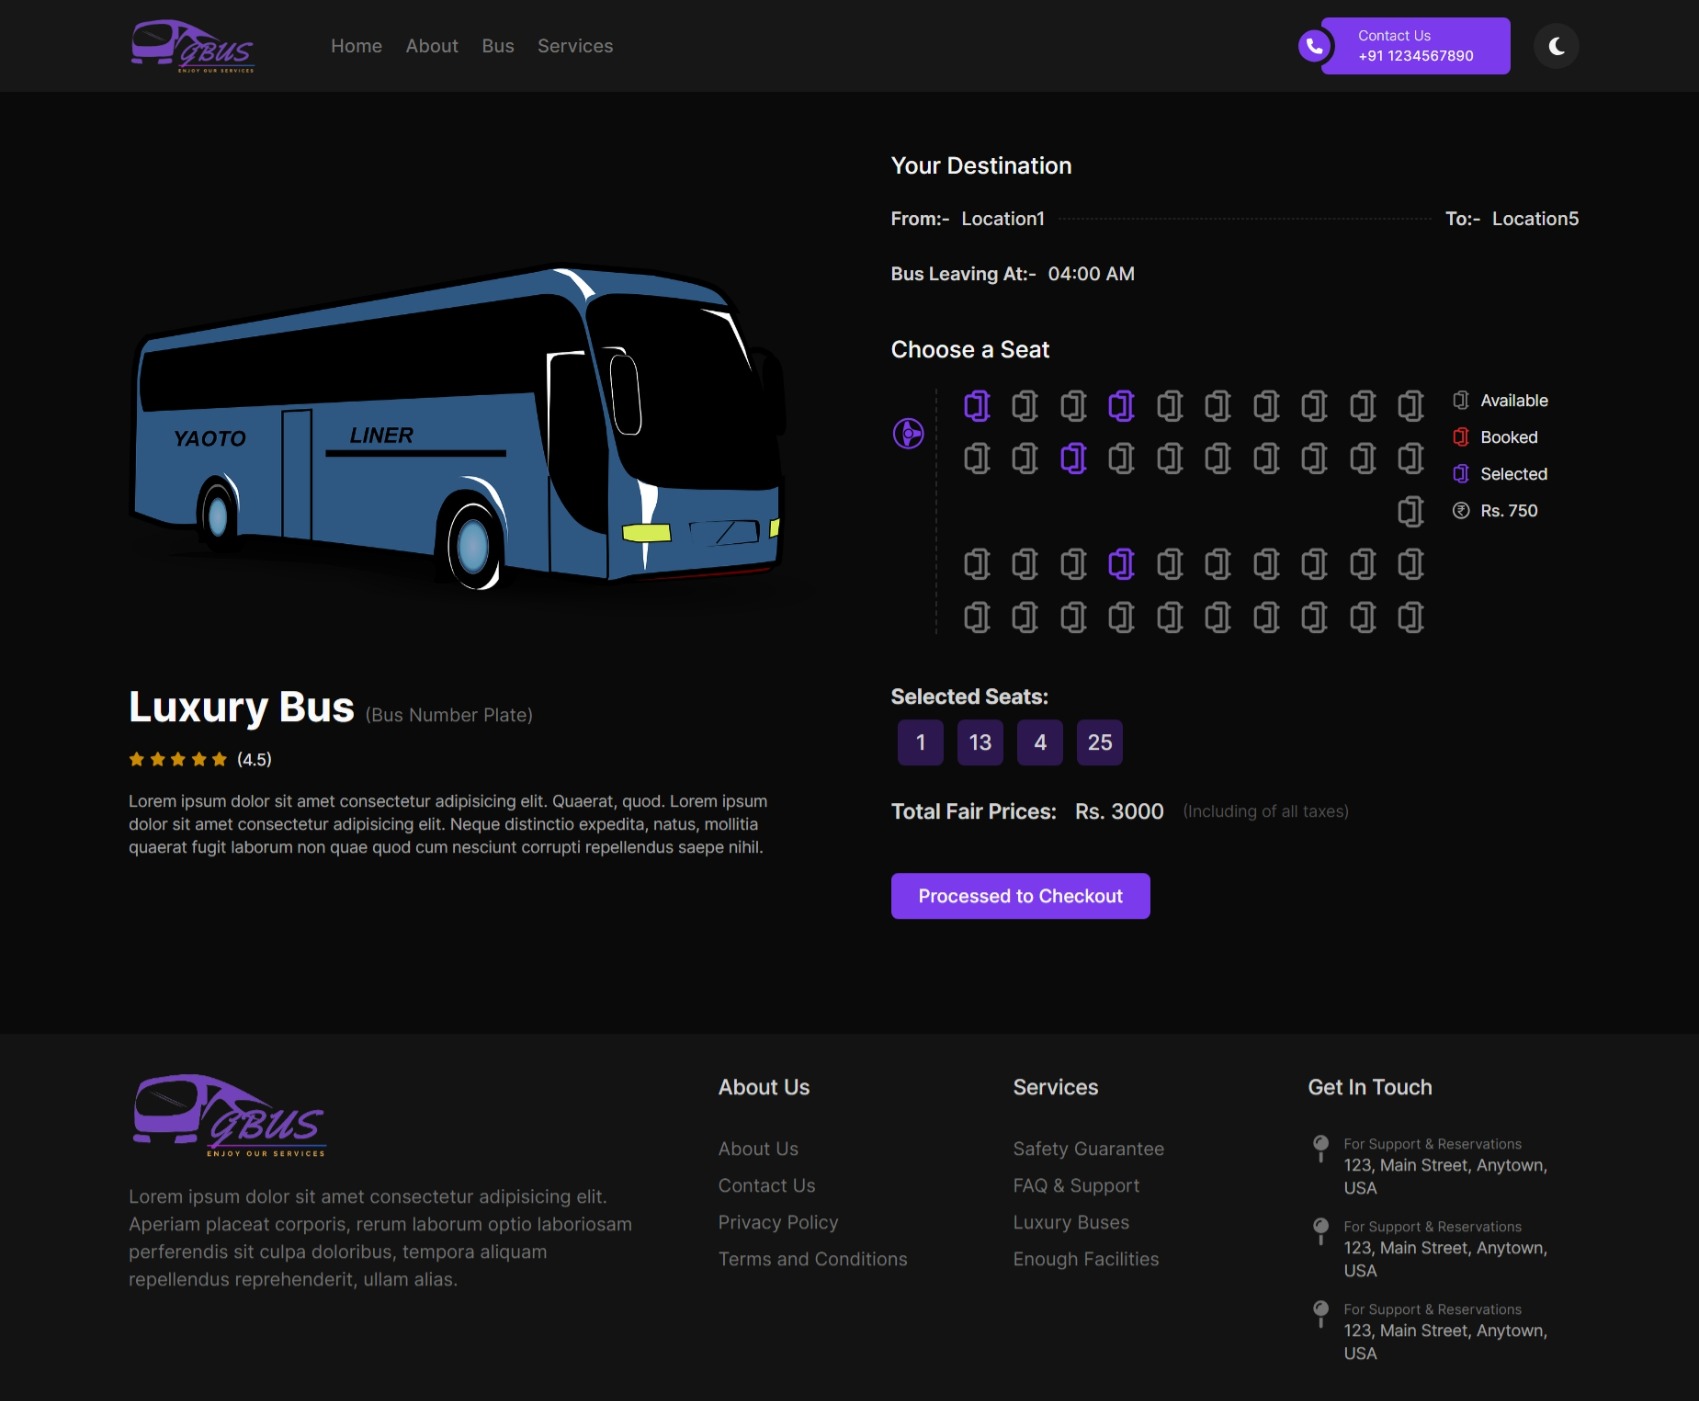 GBUS
ENJOY OUR SERVICES
Home About Bus Services
Contact Us
+91 1234567890
YAOTO LINER
Luxury Bus (Bus Number Plate)
(4.5)
Lorem ipsum dolor sit amet consectetur adipisicing elit. Quaerat, quod. Lorem ipsum
dolor sit amet consectetur adipisicing elit. Neque distinctio expedita, natus, mollitia
quaerat fugit laborum non quae quod cum nesciunt corrupti repellendus saepe nihil.
Your Destination
From:- Location1 To:- Location5
Bus Leaving At:- 04:00 AM
Choose a Seat
Available
Booked
Selected
Rs. 750
Selected Seats:
1 13 4 25
Total Fair Prices: Rs. 3000 (Including of all taxes)
Processed to Checkout
GBUS
ENJOY OUR SERVICES
Lorem ipsum dolor sit amet consectetur adipisicing elit.
Aperiam placeat corporis, rerum laborum optio laboriosam
perferendis sit culpa doloribus, tempora aliquam
repellendus reprehenderit, ullam alias.
About Us
About Us
Contact Us
Privacy Policy
Terms and Conditions
Services
Safety Guarantee
FAQ & Support
Luxury Buses
Enough Facilities
Get In Touch
For Support & Reservations
123, Main Street, Anytown,
USA
For Support & Reservations
123, Main Street, Anytown,
USA
For Support & Reservations
123, Main Street, Anytown,
USA